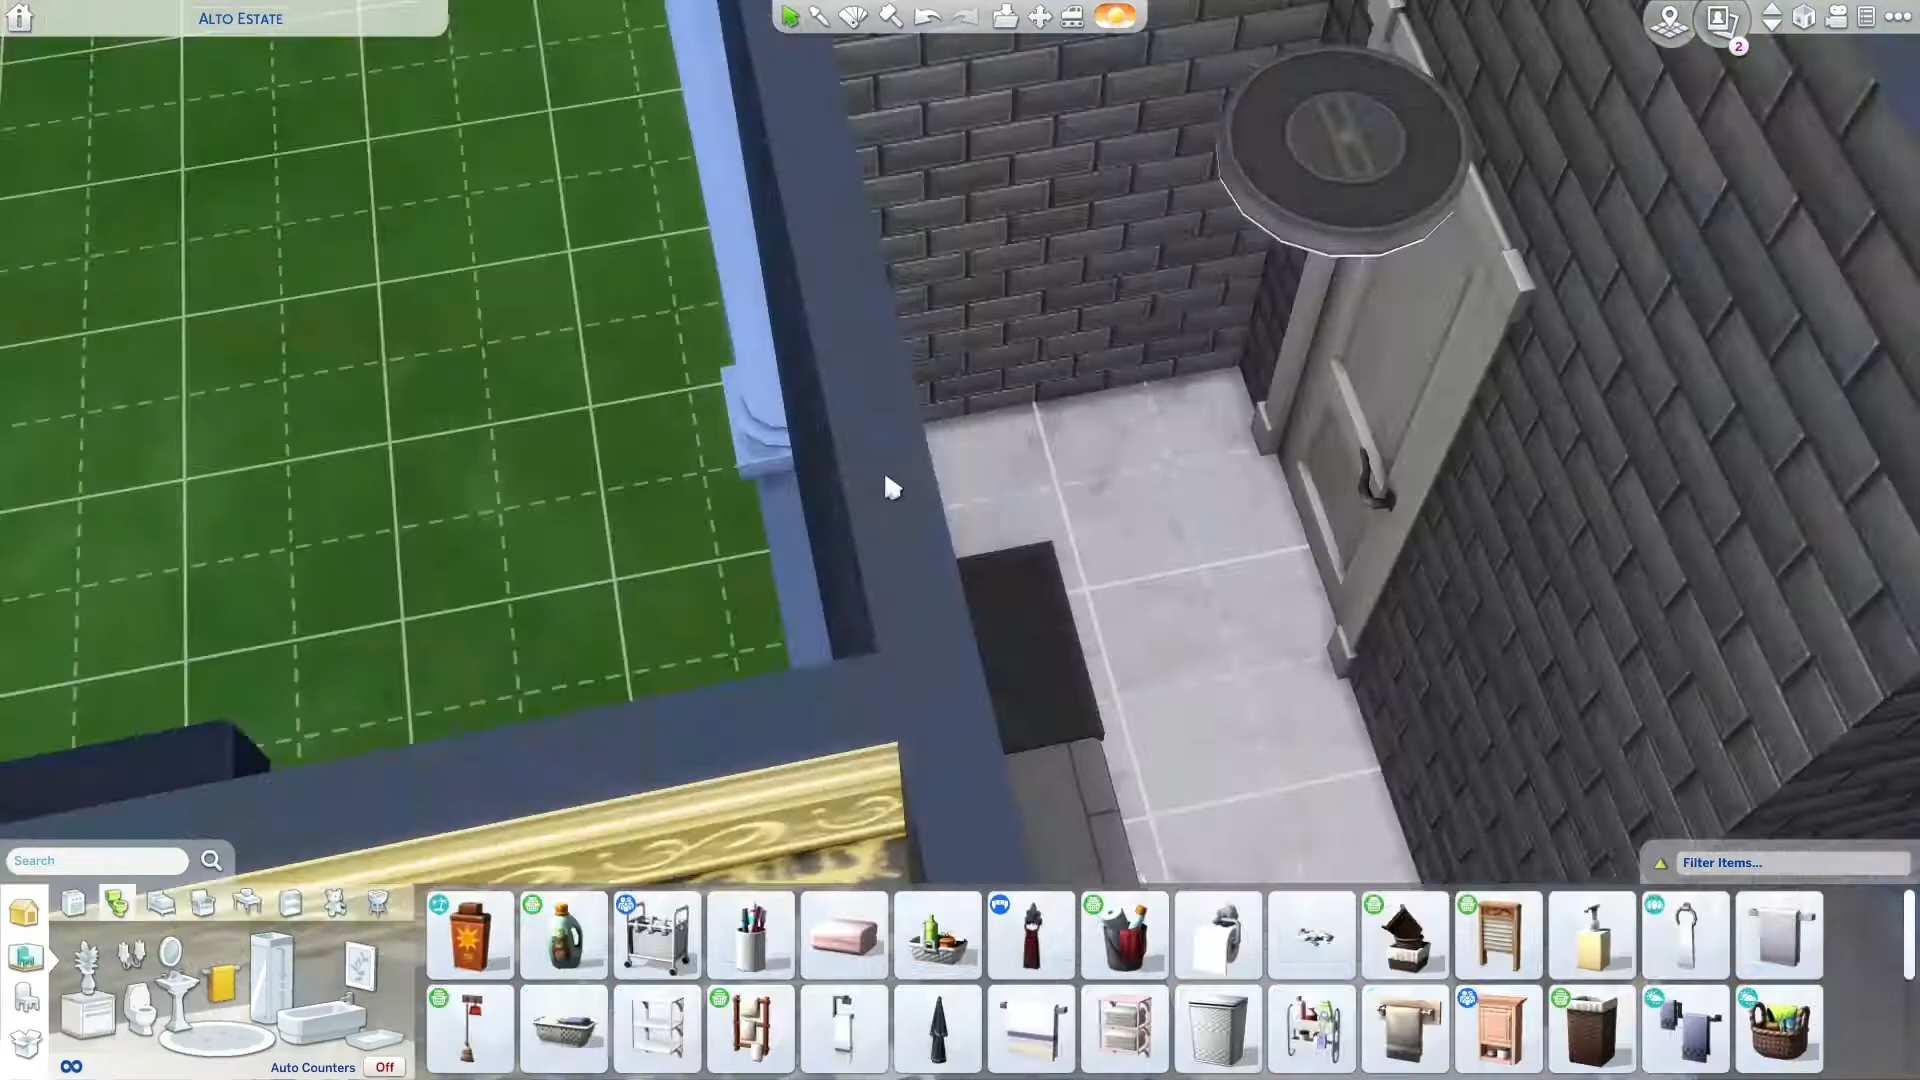 ALTO ESTATE
2
Search
Filter Items...
Auto Counters Off